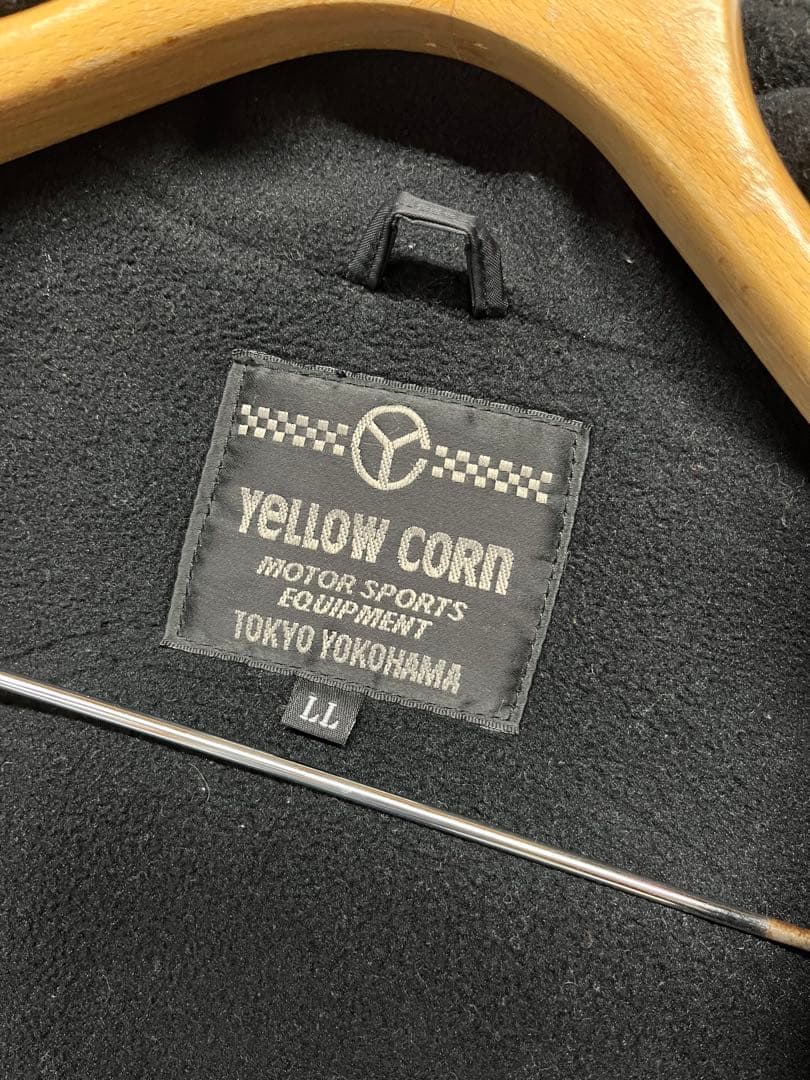 YELLOW CORN
MOTOR SPORTS
EQUIPMENT
TOKYO YOKOHAMA
LL